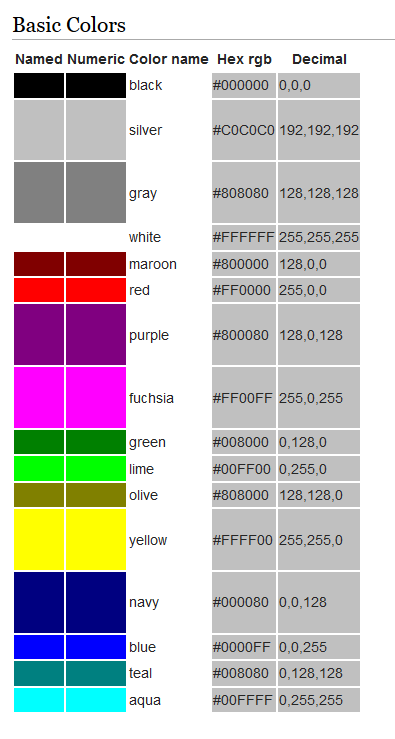 Basic Colors
Named Numeric Color name Hex rgb Decimal
black #000000 0,0,0
silver #C0C0C0 192,192,192
gray #808080 128,128,128
white #FFFFFF 255,255,255
maroon #800000 128,0,0
red #FF0000 255,0,0
purple #800080 128,0,128
fuchsia #FF00FF 255,0,255
green #008000 0,128,0
lime #00FF00 0,255,0
olive #808000 128,128,0
yellow #FFFF00 255,255,0
navy #000080 0,0,128
blue #0000FF 0,0,255
teal #008080 0,128,128
aqua #00FFFF 0,255,255